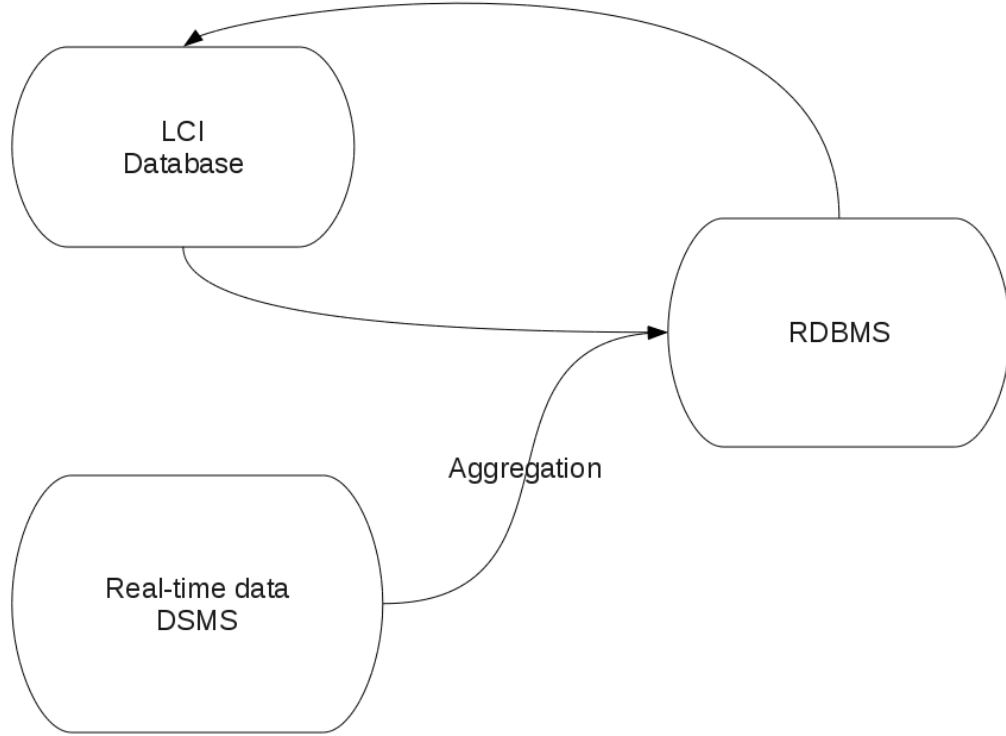 LCI
Database
RDBMS
Aggregation
Real-time data
DSMS